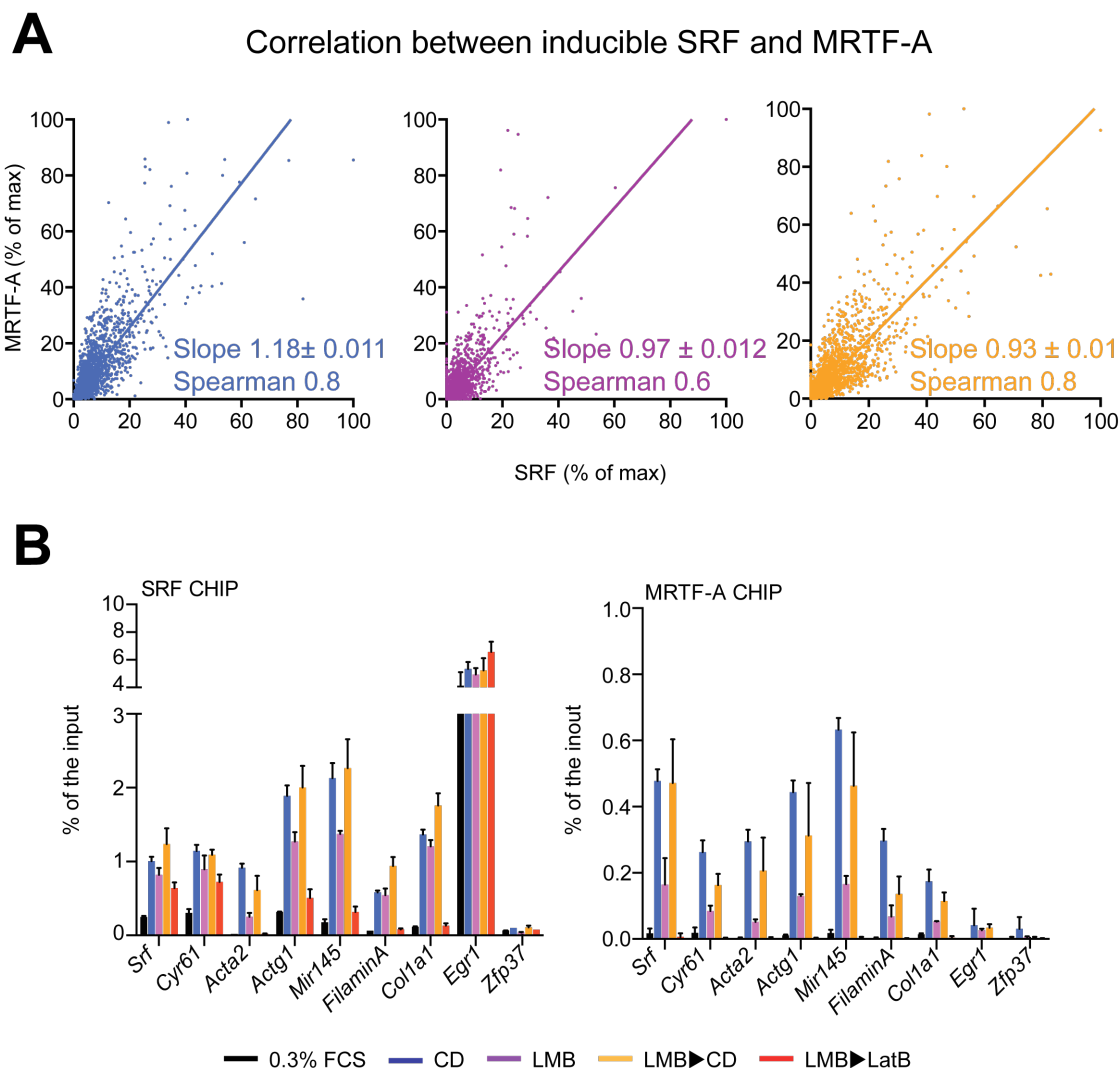 A
Correlation between inducible SRF and MRTF-A
MRTF-A (% of max)
100
80
60
40
20
0
0 20 40 60 80 100
Slope 1.18± 0.011
Spearman 0.8
100
80
60
40
20
0
0 20 40 60 80 100
Slope 0.97 ± 0.012
Spearman 0.6
100
80
60
40
20
0
0 20 40 60 80 100
Slope 0.93 ± 0.01
Spearman 0.8
SRF (% of max)
B
SRF CHIP
% of the input
10
8
6
4
3
2
1
0
Srf Cyr61 Acta2 Actg1 Mir145 FilaminA Col1a1 Egr1 Zfp37
MRTF-A CHIP
% of the inout
1.0
0.8
0.6
0.4
0.2
0.0
Srf Cyr61 Acta2 Actg1 Mir145 FilaminA Col1a1 Egr1 Zfp37
0.3% FCS CD LMB LMB▶CD LMB▶LatB